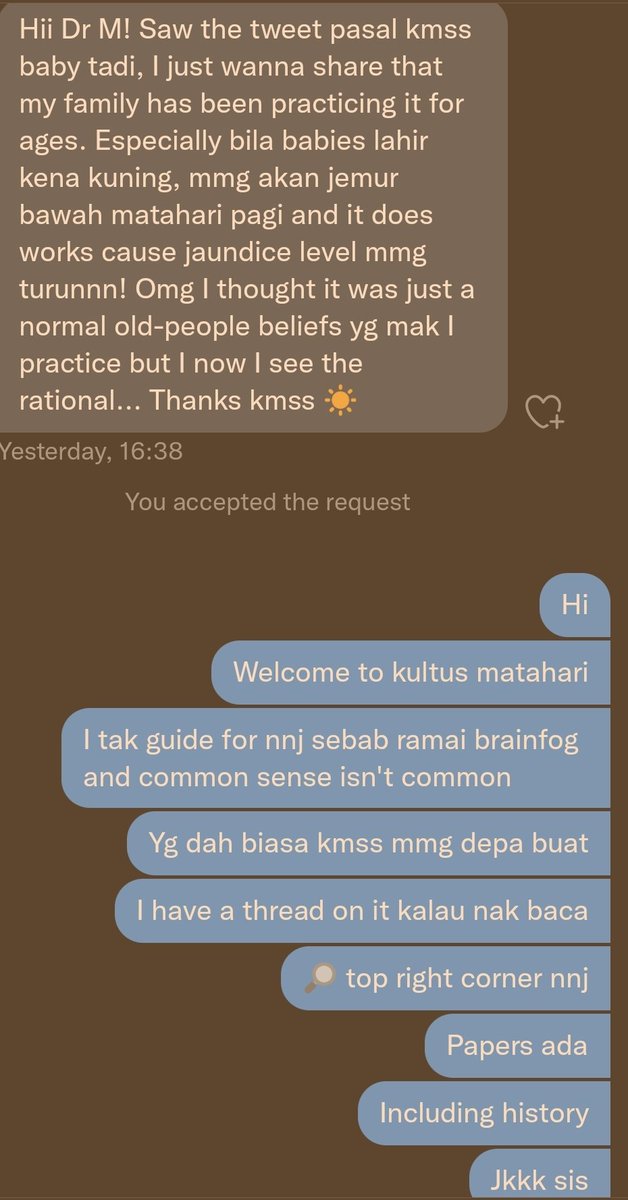 Hii Dr M! Saw the tweet pasal kmss
baby tadi, I just wanna share that
my family has been practicing it for
ages. Especially bila babies lahir
kena kuning, mmg akan jemur
bawah matahari pagi and it does
works cause jaundice level mmg
turunnn! Omg I thought it was just a
normal old-people beliefs yg mak I
practice but I now I see the
rational... Thanks kmss ☀️
Yesterday, 16:38
You accepted the request
Hi
Welcome to kultus matahari
I tak guide for nnj sebab ramai brainfog
and common sense isn't common
Yg dah biasa kmss mmg depa buat
I have a thread on it kalau nak baca
🔎 top right corner nnj
Papers ada
Including history
Jkkk sis